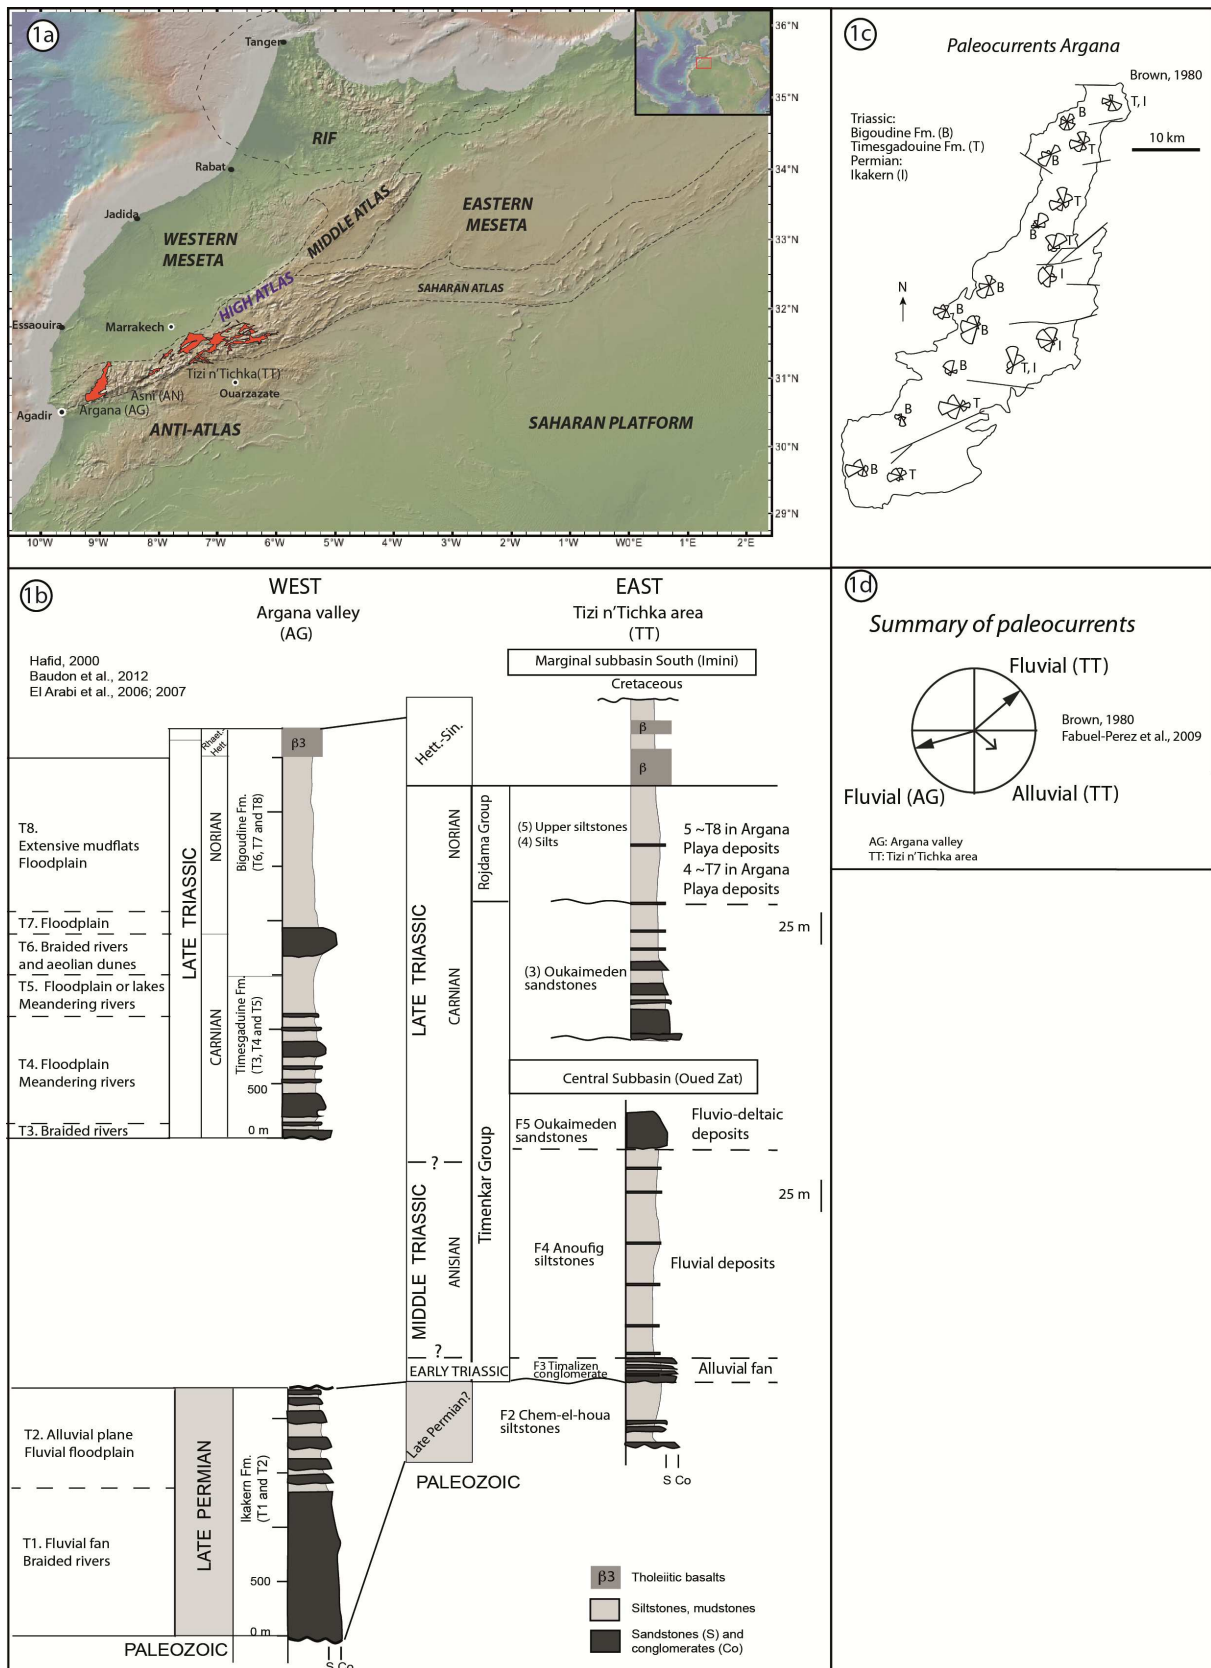 1a
Tanger
RIF
Rabat
Jadida
MIDDLE ATLAS
EASTERN
MESETA
WESTERN
MESETA
HIGH ATLAS
SAHARAN ATLAS
Essaouira
Marrakech
Tizi n'Tichka(TT)
Asni (AN)
Ouarzazate
Argana (AG)
Agadir
ANTI-ATLAS
SAHARAN PLATFORM
36°N
35°N
34°N
33°N
32°N
31°N
30°N
29°N
10°W 9°W 8°W 7°W 6°W 5°W 4°W 3°W 2°W 1°W W0°E 1°E 2°E
1c
Paleocurrents Argana
Brown, 1980
Triassic:
Bigoudine Fm. (B)
Timesgadouine Fm. (T)
Permian:
Ikakern (I)
10 km
N
T, I
B
T
B
T
B
T
I
B
B
B
I
T, I
B
T
B
B
T
1b
WEST
Argana valley
(AG)
EAST
Tizi n'Tichka area
(TT)
Hafid, 2000
Baudon et al., 2012
El Arabi et al., 2006; 2007
Marginal subbasin South (Imini)
Cretaceous
Rhaet.-
Hett.
β3
Hett.-Sin.
β
β
T8.
Extensive mudflats
Floodplain
T7. Floodplain
T6. Braided rivers
and aeolian dunes
T5. Floodplain or lakes
Meandering rivers
T4. Floodplain
Meandering rivers
T3. Braided rivers
LATE TRIASSIC
NORIAN
CARNIAN
Bigoudine Fm.
(T6, T7 and T8)
Timesgaduine Fm.
(T3, T4 and T5)
500
0 m
LATE TRIASSIC
NORIAN
CARNIAN
Rojdama Group
(5) Upper siltstones
(4) Silts
5 ~T8 in Argana
Playa deposits
4 ~T7 in Argana
Playa deposits
25 m
(3) Oukaimeden
sandstones
Central Subbasin (Oued Zat)
F5 Oukaimeden
sandstones
Fluvio-deltaic
deposits
?
MIDDLE TRIASSIC
ANISIAN
Timenkar Group
25 m
F4 Anoufig
siltstones
Fluvial deposits
?
EARLY TRIASSIC
F3 Timalizen
conglomerate
Alluvial fan
Late Permian?
F2 Chem-el-houa
siltstones
S Co
PALEOZOIC
T2. Alluvial plane
Fluvial floodplain
T1. Fluvial fan
Braided rivers
LATE PERMIAN
Ikakern Fm.
(T1 and T2)
500
0 m
PALEOZOIC
S Co
β3 Tholeiitic basalts
Siltstones, mudstones
Sandstones (S) and
conglomerates (Co)
1d
Summary of paleocurrents
Fluvial (TT)
Brown, 1980
Fabuel-Perez et al., 2009
Fluvial (AG)
Alluvial (TT)
AG: Argana valley
TT: Tizi n'Tichka area